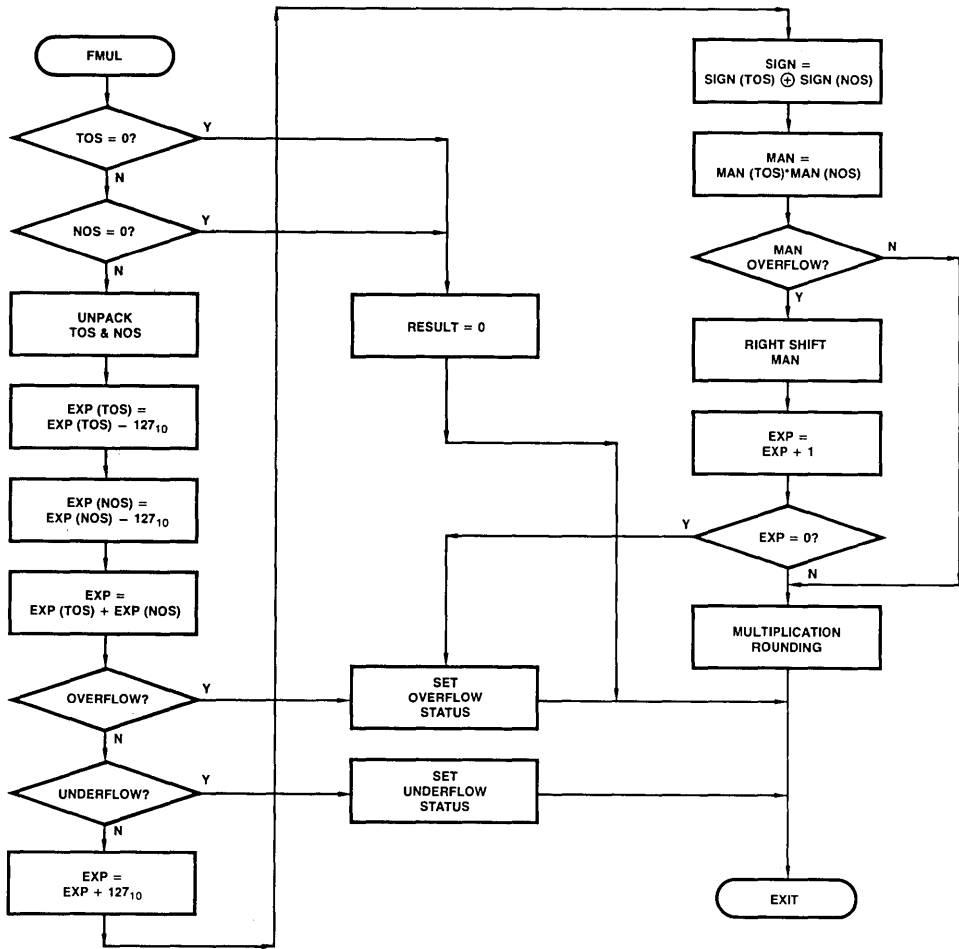 FMUL
TOS = 0?
Y
N
NOS = 0?
Y
N
UNPACK
TOS & NOS
EXP (TOS) =
EXP (TOS) − 127₁₀
EXP (NOS) =
EXP (NOS) − 127₁₀
EXP =
EXP (TOS) + EXP (NOS)
OVERFLOW?
Y
N
UNDERFLOW?
Y
N
EXP =
EXP + 127₁₀
RESULT = 0
SET
OVERFLOW
STATUS
SET
UNDERFLOW
STATUS
SIGN =
SIGN (TOS) ⊕ SIGN (NOS)
MAN =
MAN (TOS)*MAN (NOS)
MAN
OVERFLOW?
N
Y
RIGHT SHIFT
MAN
EXP =
EXP + 1
Y
EXP = 0?
N
MULTIPLICATION
ROUNDING
EXIT